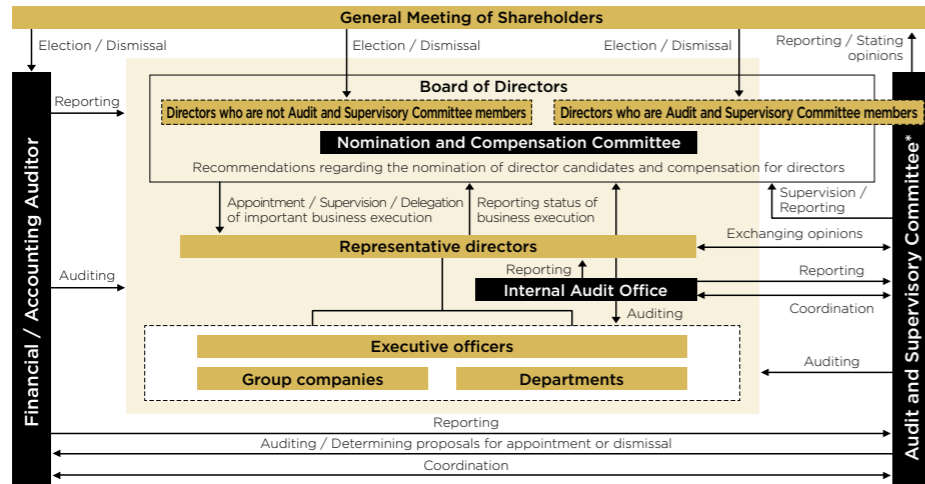 General Meeting of Shareholders
Election / Dismissal
Election / Dismissal
Election / Dismissal
Reporting / Stating
opinions
Financial / Accounting Auditor
Reporting
Board of Directors
Directors who are not Audit and Supervisory Committee members
Directors who are Audit and Supervisory Committee members
Nomination and Compensation Committee
Recommendations regarding the nomination of director candidates and compensation for directors
Appointment / Supervision / Delegation
of important business execution
Reporting status of
business execution
Supervision /
Reporting
Audit and Supervisory Committee*
Representative directors
Exchanging opinions
Auditing
Reporting
Internal Audit Office
Reporting
Coordination
Auditing
Executive officers
Group companies
Departments
Auditing
Reporting
Auditing / Determining proposals for appointment or dismissal
Coordination